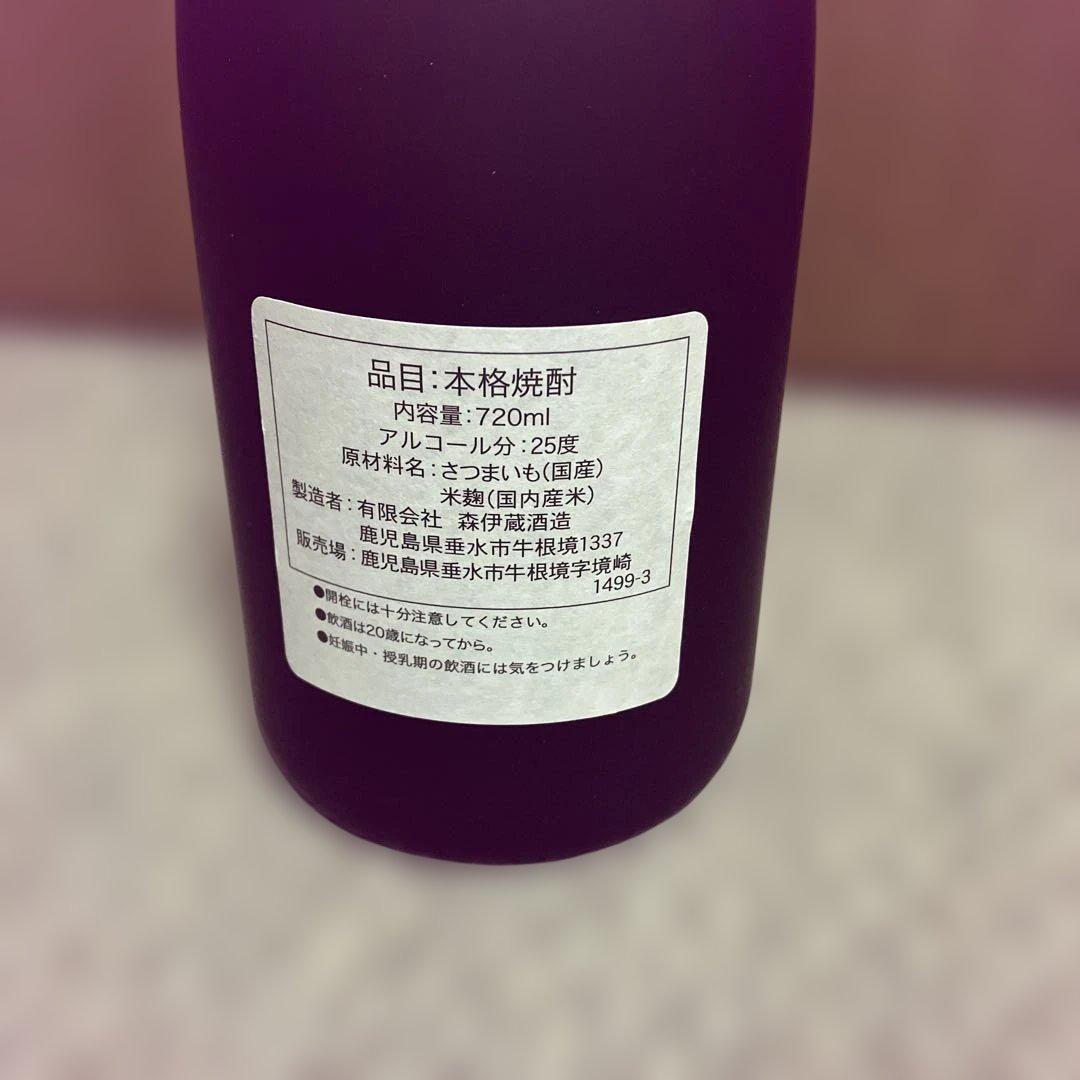 品目：本格焼酎
内容量：720ml
アルコール分：25度
原材料名：さつまいも（国産）
米麹（国内産米）
製造者：有限会社 森伊蔵酒造
鹿児島県垂水市牛根境1337
販売場：鹿児島県垂水市牛根境字境崎
1499-3
●開栓には十分注意してください。
●飲酒は20歳になってから。
●妊娠中・授乳期の飲酒には気をつけましょう。